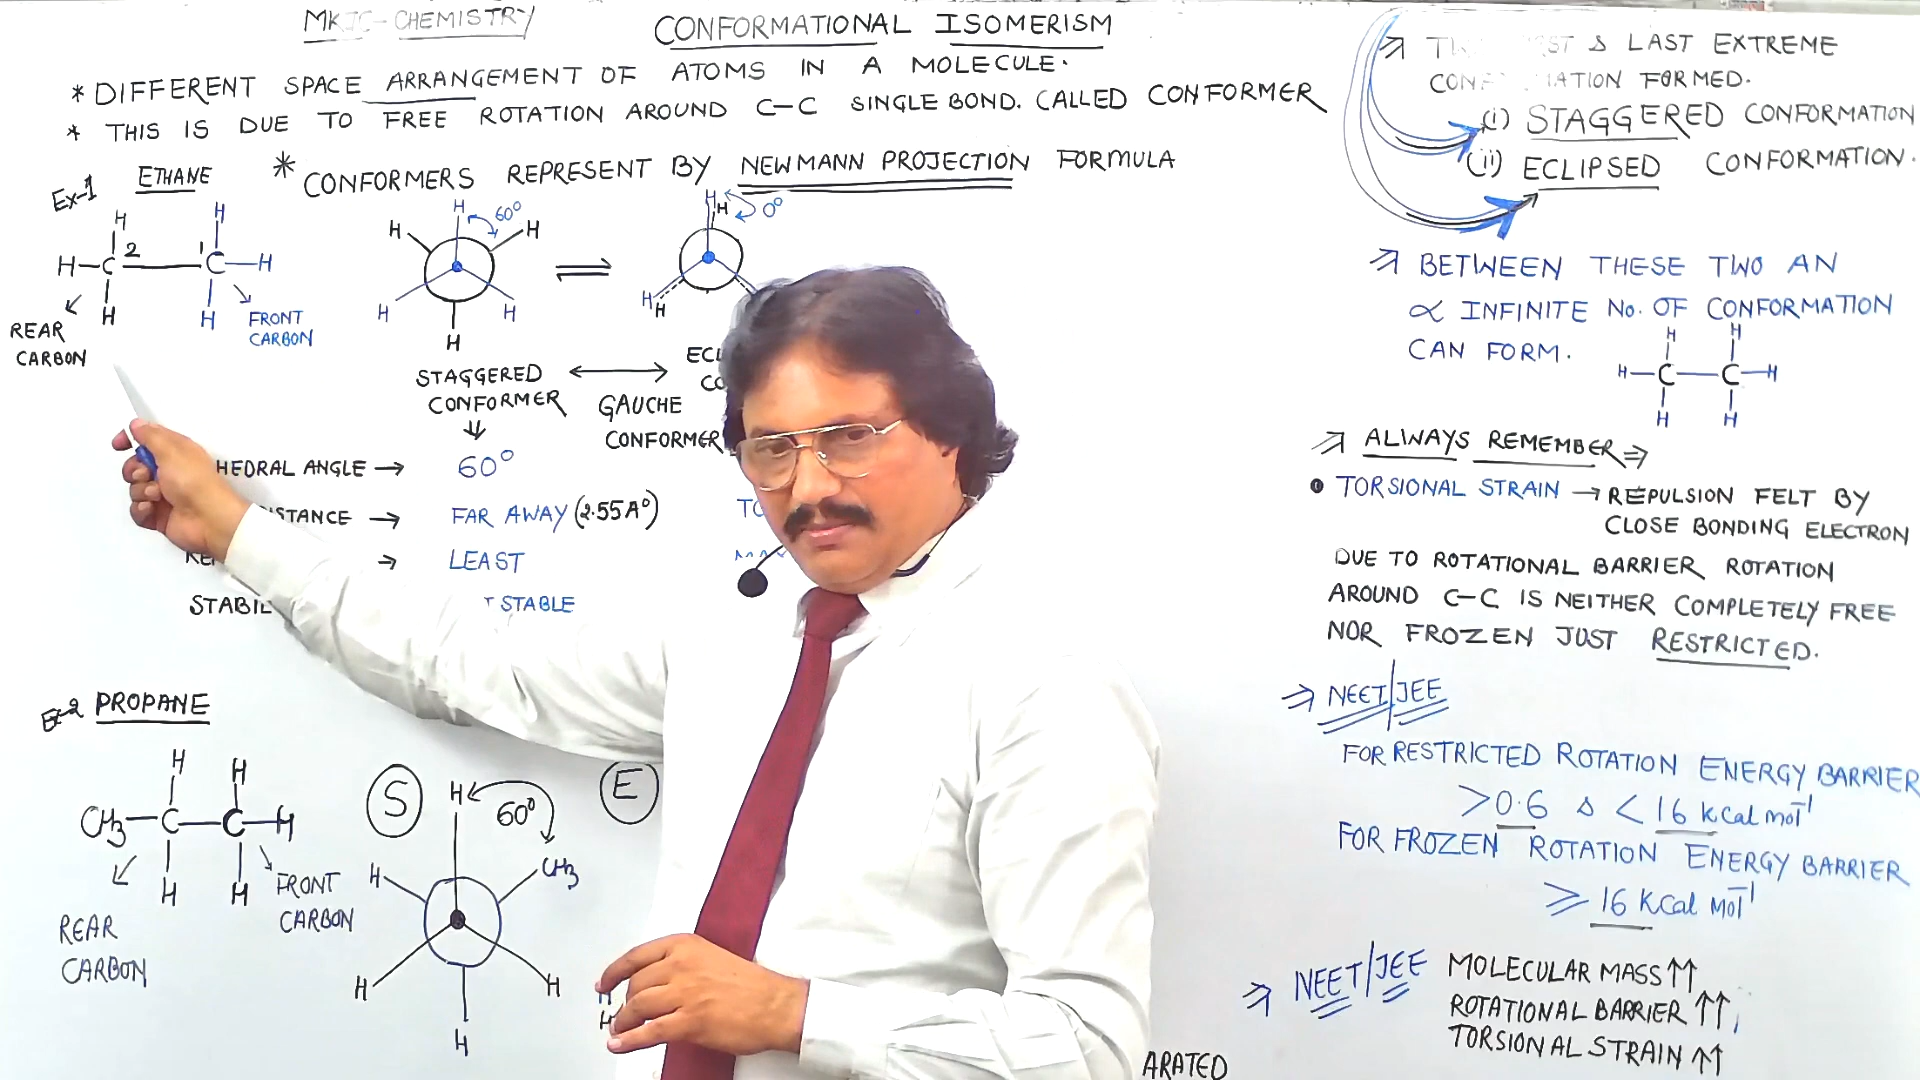 MKJC-CHEMISTRY
CONFORMATIONAL ISOMERISM
* DIFFERENT SPACE ARRANGEMENT OF ATOMS IN A MOLECULE.
* THIS IS DUE TO FREE ROTATION AROUND C-C SINGLE BOND. CALLED CONFORMER
* CONFORMERS REPRESENT BY NEWMANN PROJECTION FORMULA
Ex-1 ETHANE
H H
H-C 2 1 C-H
H H
REAR CARBON
FRONT CARBON
H 60°
H H
H H
H
H H 0°
H H
STAGGERED CONFORMER
GAUCHE CONFORMER
HEDRAL ANGLE → 60°
STANCE → FAR AWAY (2.55A°)
→ LEAST
STABIL STABLE
Ex-2 PROPANE
H H
CH3-C-C-H
H H
REAR CARBON
FRONT CARBON
S
H 60°
H CH3
H H
H
E
H
H
& LAST EXTREME
FORMED.
(i) STAGGERED CONFORMATION
(ii) ECLIPSED CONFORMATION.
BETWEEN THESE TWO AN
∝ INFINITE No. OF CONFORMATION
CAN FORM.
H H
H-C-C-H
H H
ALWAYS REMEMBER ⇒
• TORSIONAL STRAIN → REPULSION FELT BY
CLOSE BONDING ELECTRON
DUE TO ROTATIONAL BARRIER ROTATION
AROUND C-C IS NEITHER COMPLETELY FREE
NOR FROZEN JUST RESTRICTED.
⇒ NEET/JEE
FOR RESTRICTED ROTATION ENERGY BARRIER
>0.6 & < 16 KCal mol⁻¹
FOR FROZEN ROTATION ENERGY BARRIER
≥ 16 KCal Mol⁻¹
⇒ NEET/JEE MOLECULAR MASS ↑↑
ROTATIONAL BARRIER ↑↑
TORSIONAL STRAIN ↑↑
ARATED